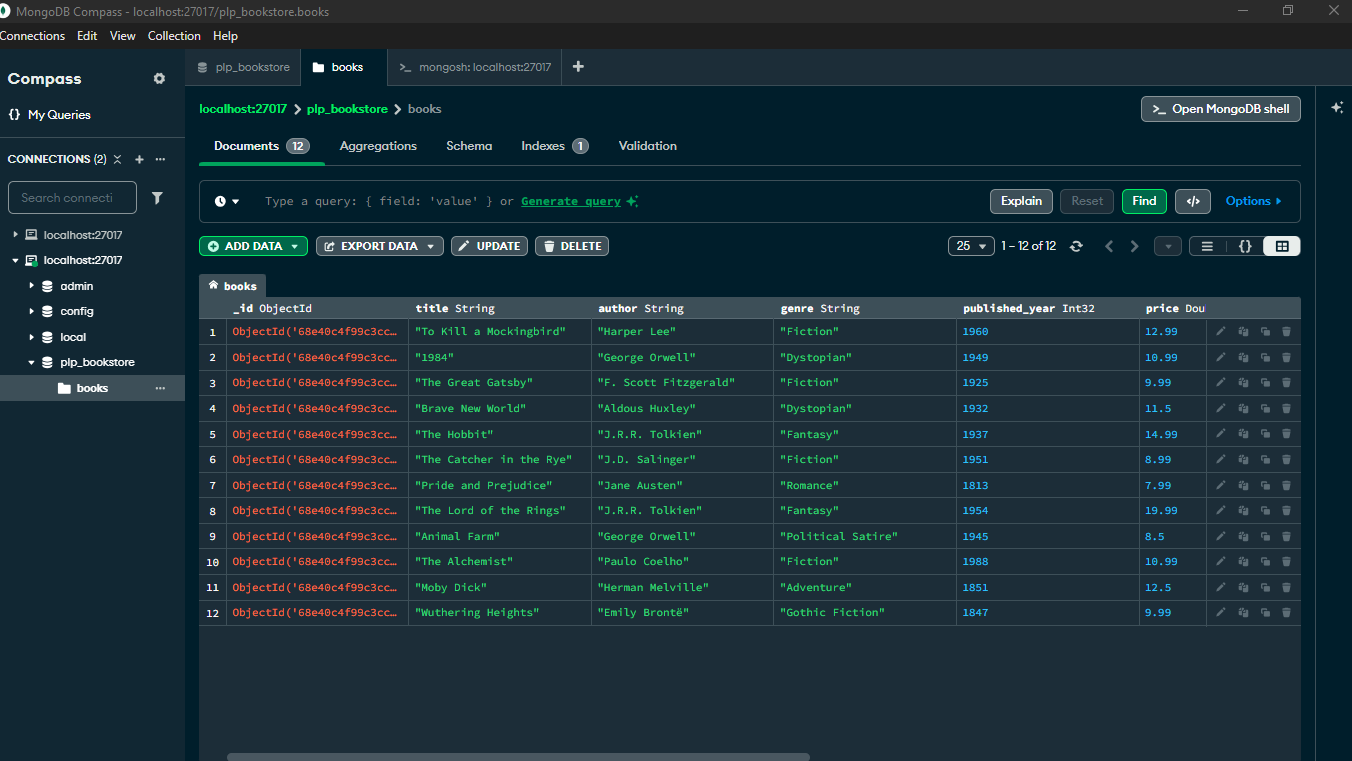 MongoDB Compass - localhost:27017/plp_bookstore.books
Connections Edit View Collection Help
Compass
My Queries
CONNECTIONS (2)
Search connecti
localhost:27017
localhost:27017
admin
config
local
plp_bookstore
books
plp_bookstore books >_ mongosh: localhost:27017 +
localhost:27017 > plp_bookstore > books
>_ Open MongoDB shell
Documents 12 Aggregations Schema Indexes 1 Validation
Type a query: { field: 'value' } or Generate query
Explain Reset Find </> Options
ADD DATA EXPORT DATA UPDATE DELETE
25 1 – 12 of 12 {}
books
_id ObjectId title String author String genre String published_year Int32 price Dou
1 ObjectId('68e40c4f99c3cc… "To Kill a Mockingbird" "Harper Lee" "Fiction" 1960 12.99
2 ObjectId('68e40c4f99c3cc… "1984" "George Orwell" "Dystopian" 1949 10.99
3 ObjectId('68e40c4f99c3cc… "The Great Gatsby" "F. Scott Fitzgerald" "Fiction" 1925 9.99
4 ObjectId('68e40c4f99c3cc… "Brave New World" "Aldous Huxley" "Dystopian" 1932 11.5
5 ObjectId('68e40c4f99c3cc… "The Hobbit" "J.R.R. Tolkien" "Fantasy" 1937 14.99
6 ObjectId('68e40c4f99c3cc… "The Catcher in the Rye" "J.D. Salinger" "Fiction" 1951 8.99
7 ObjectId('68e40c4f99c3cc… "Pride and Prejudice" "Jane Austen" "Romance" 1813 7.99
8 ObjectId('68e40c4f99c3cc… "The Lord of the Rings" "J.R.R. Tolkien" "Fantasy" 1954 19.99
9 ObjectId('68e40c4f99c3cc… "Animal Farm" "George Orwell" "Political Satire" 1945 8.5
10 ObjectId('68e40c4f99c3cc… "The Alchemist" "Paulo Coelho" "Fiction" 1988 10.99
11 ObjectId('68e40c4f99c3cc… "Moby Dick" "Herman Melville" "Adventure" 1851 12.5
12 ObjectId('68e40c4f99c3cc… "Wuthering Heights" "Emily Brontë" "Gothic Fiction" 1847 9.99